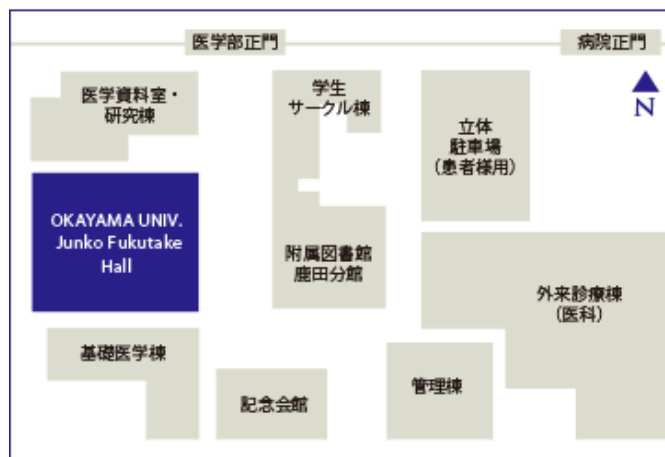 医学部正門
病院正門
医学資料室・
研究棟
学生
サークル棟
立体
駐車場
(患者様用)
N
OKAYAMA UNIV.
Junko Fukutake
Hall
附属図書館
鹿田分館
外来診療棟
(医科)
基礎医学棟
記念会館
管理棟